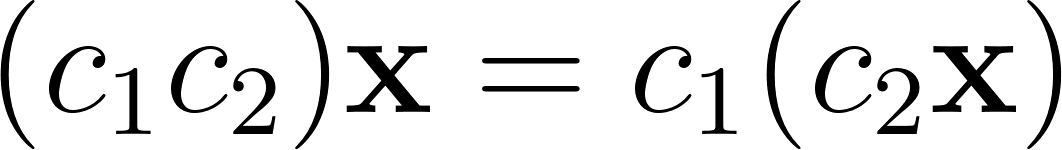 (c₁c₂)𝐱 = c₁(c₂𝐱)